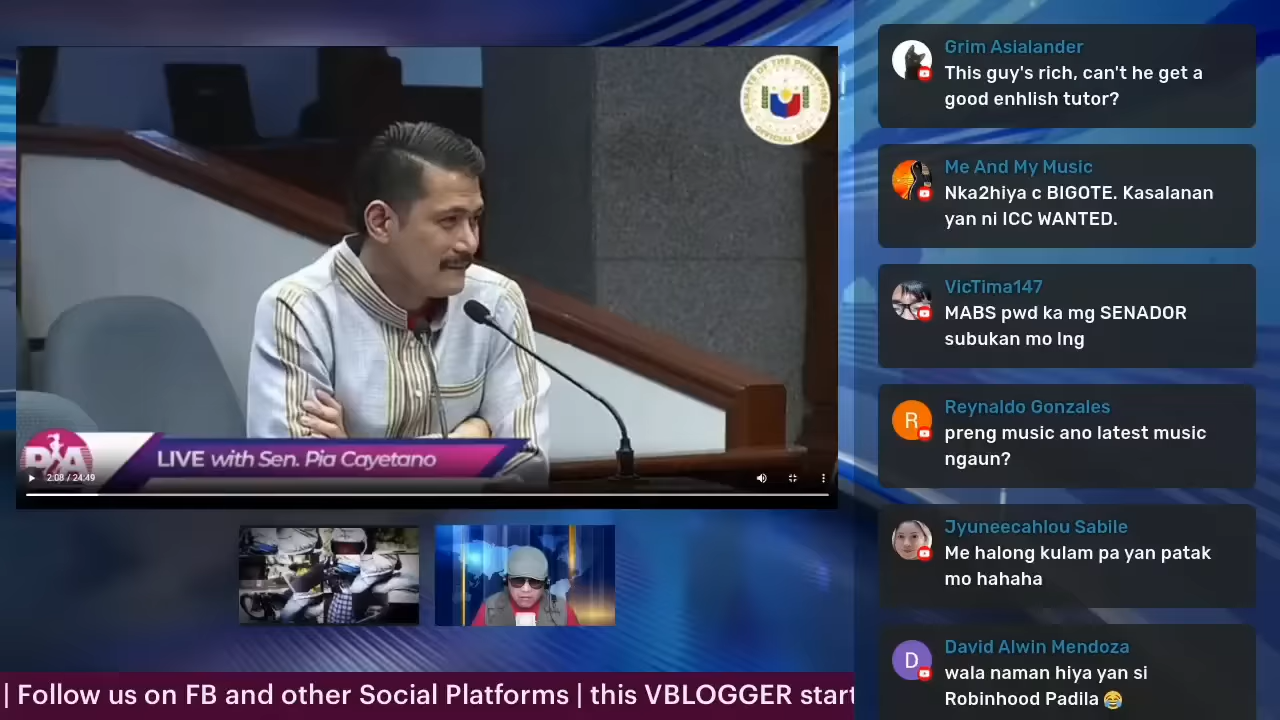 SENATE OF THE PHILIPPINES
OFFICIAL SEAL
PIA
LIVE with Sen. Pia Cayetano
2:08 / 24:49
Grim Asialander
This guy's rich, can't he get a
good enhlish tutor?
Me And My Music
Nka2hiya c BIGOTE. Kasalanan
yan ni ICC WANTED.
VicTima147
MABS pwd ka mg SENADOR
subukan mo lng
Reynaldo Gonzales
R
preng music ano latest music
ngaun?
Jyuneecahlou Sabile
Me halong kulam pa yan patak
mo hahaha
David Alwin Mendoza
D
wala naman hiya yan si
Robinhood Padila 😂
| Follow us on FB and other Social Platforms | this VBLOGGER start